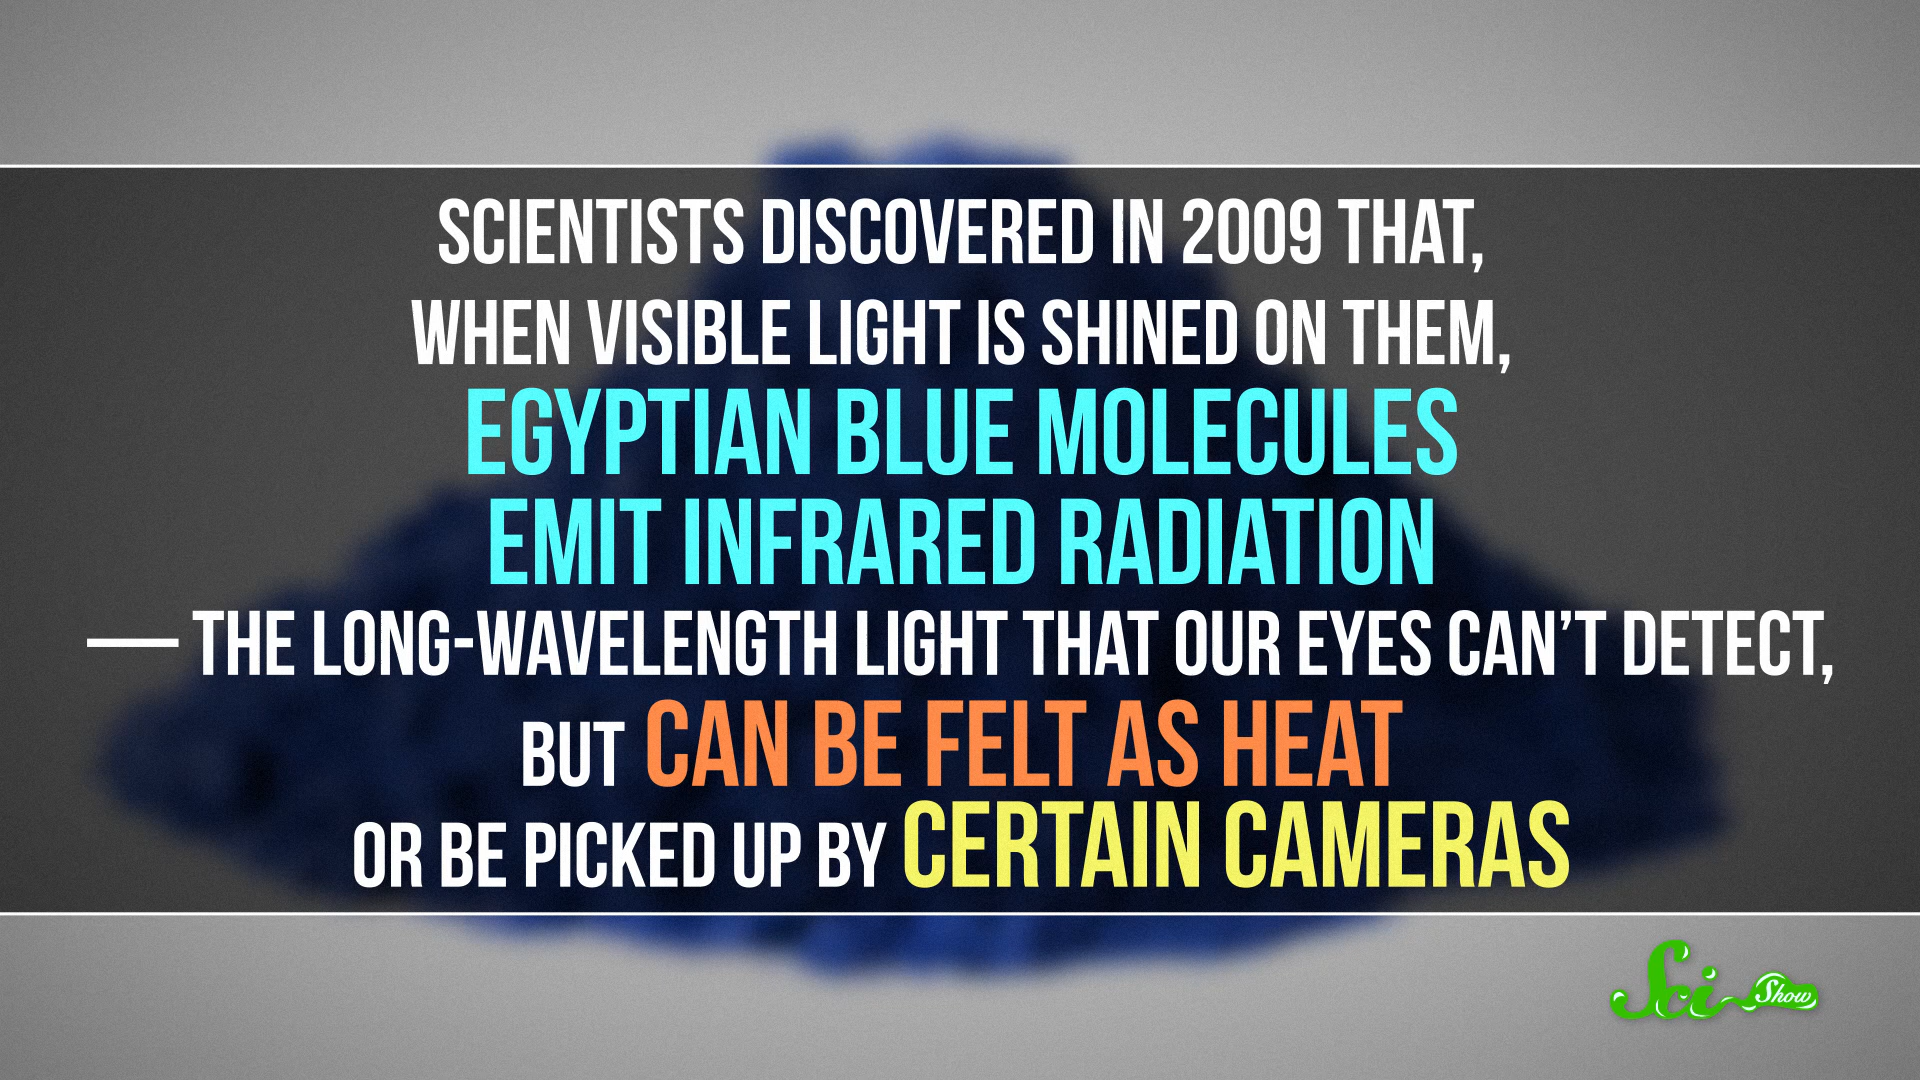 SCIENTISTS DISCOVERED IN 2009 THAT,
WHEN VISIBLE LIGHT IS SHINED ON THEM,
EGYPTIAN BLUE MOLECULES
EMIT INFRARED RADIATION
— THE LONG-WAVELENGTH LIGHT THAT OUR EYES CAN’T DETECT,
BUT CAN BE FELT AS HEAT
OR BE PICKED UP BY CERTAIN CAMERAS
Sci Show